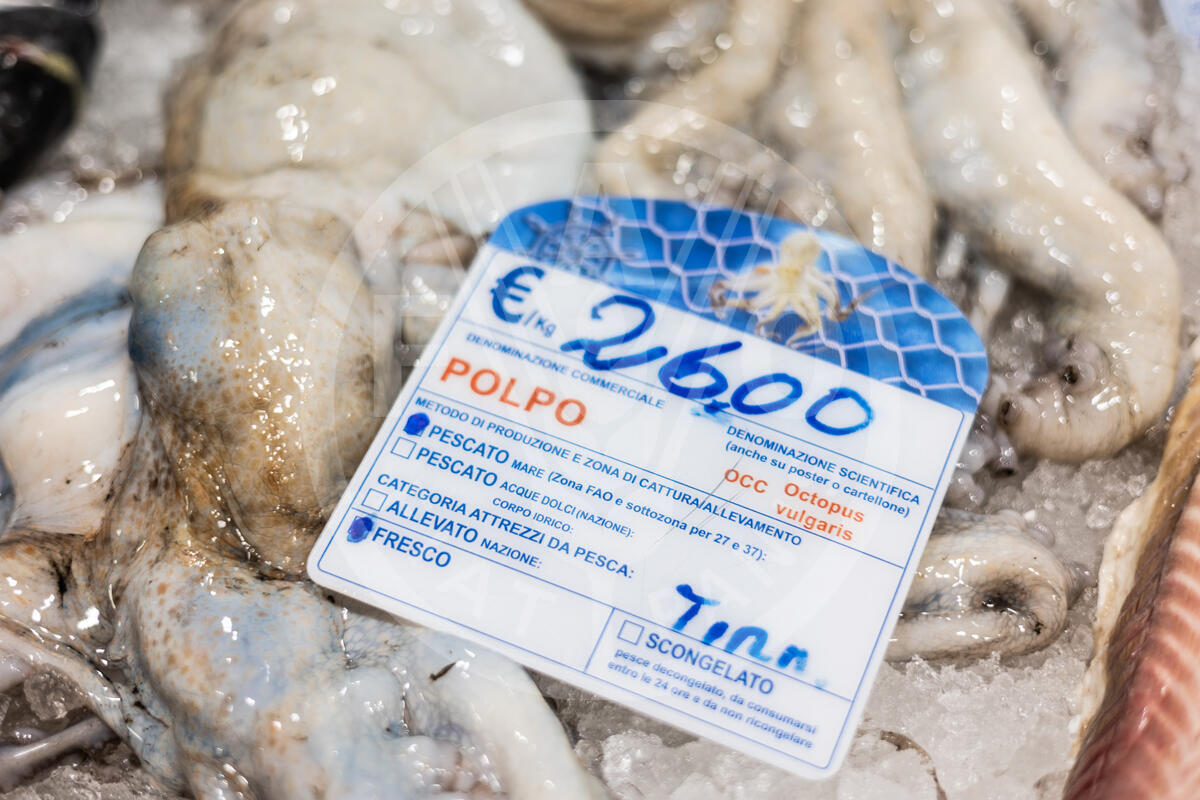 €/Kg 26,00
DENOMINAZIONE COMMERCIALE
POLPO
DENOMINAZIONE SCIENTIFICA
(anche su poster o cartellone)
OCC Octopus
vulgaris
METODO DI PRODUZIONE E ZONA DI CATTURA/ALLEVAMENTO
PESCATO MARE (Zona FAO e sottozona per 27 e 37):
PESCATO ACQUE DOLCI (NAZIONE):
CORPO IDRICO:
CATEGORIA ATTREZZI DA PESCA:
ALLEVATO NAZIONE:
FRESCO
SCONGELATO
pesce decongelato, da consumarsi
entro le 24 ore e da non ricongelare